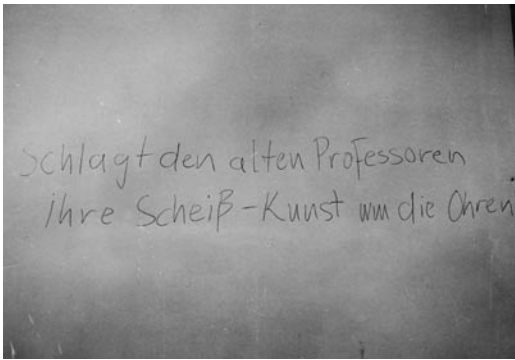 Schlagt den alten Professoren
ihre Scheiß-Kunst um die Ohren